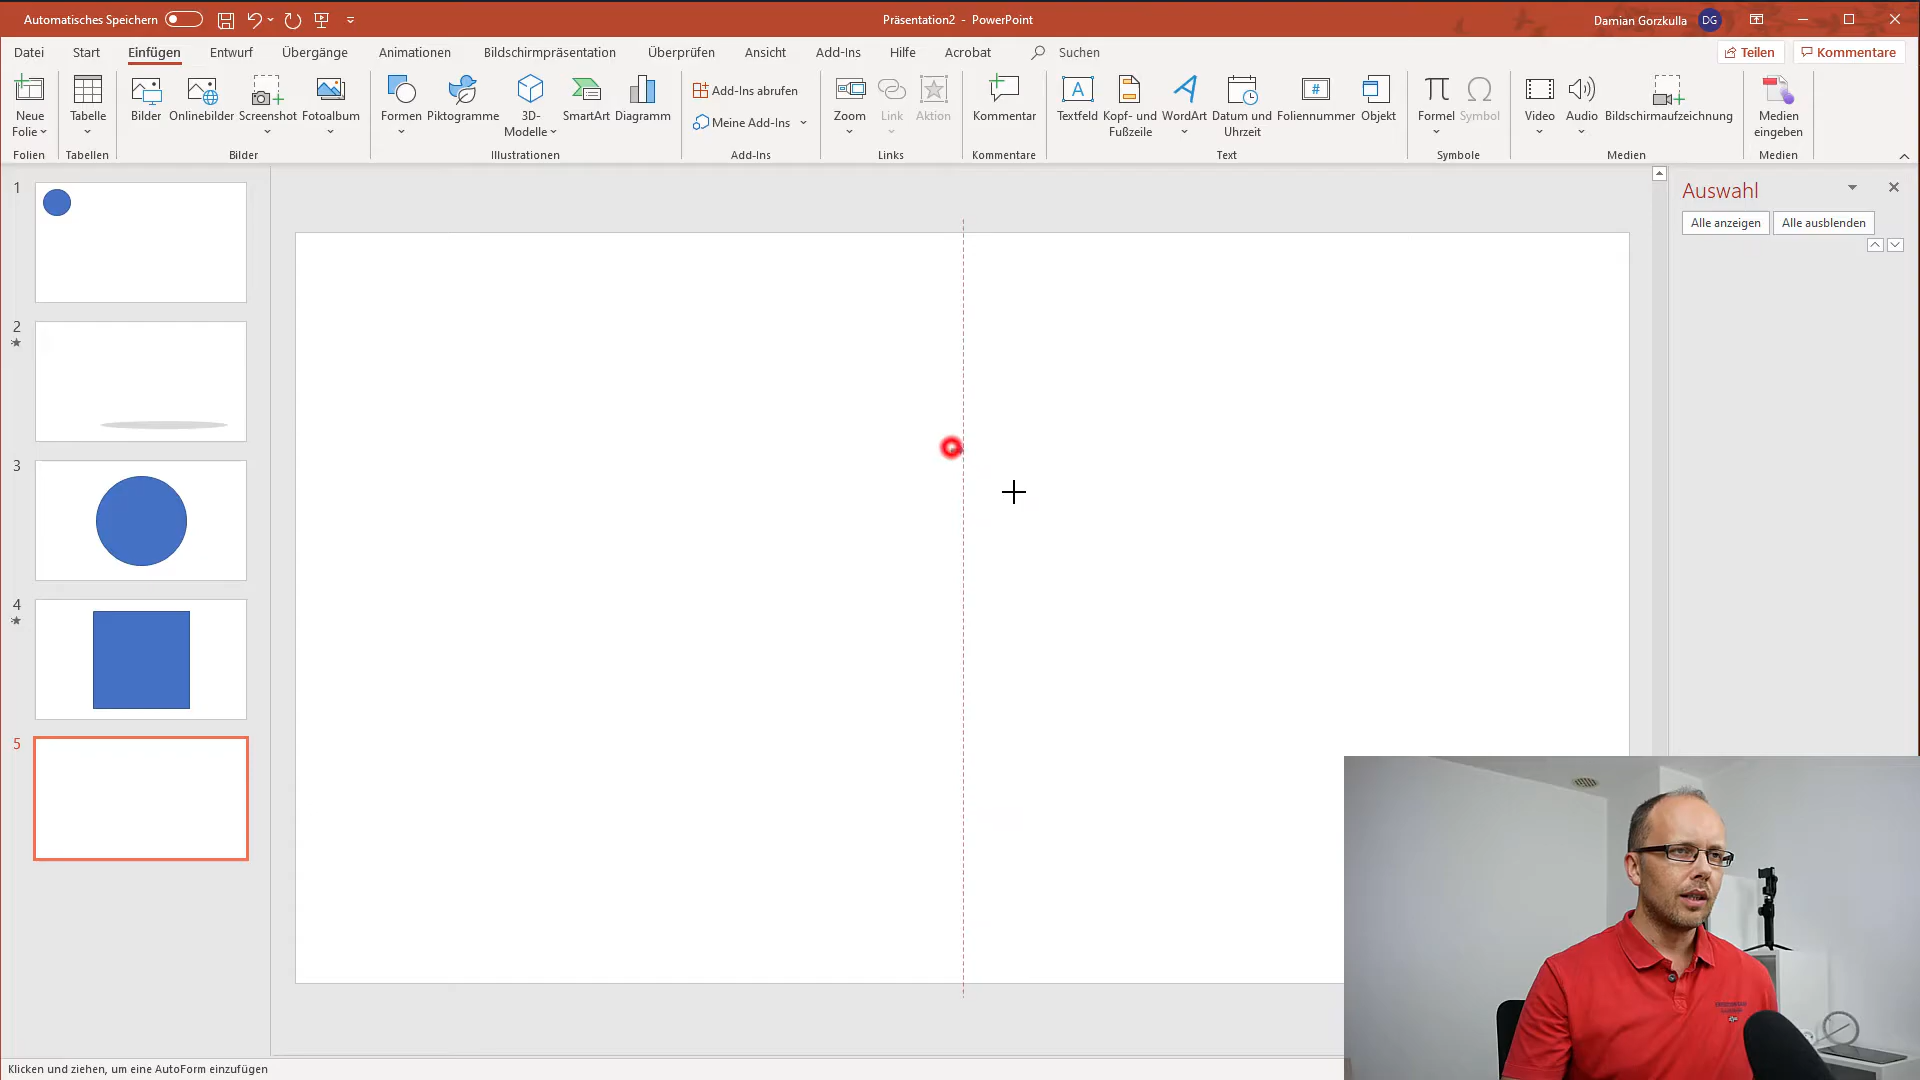 Automatisches Speichern
Präsentation2 - PowerPoint
Damian Gorzkulla DG
Datei Start Einfügen Entwurf Übergänge Animationen Bildschirmpräsentation Überprüfen Ansicht Add-Ins Hilfe Acrobat Suchen Teilen Kommentare
Neue Folie
Tabelle
Bilder
Onlinebilder
Screenshot
Fotoalbum
Formen
Piktogramme
3D-Modelle
SmartArt
Diagramm
Add-Ins abrufen
Meine Add-Ins
Zoom
Link
Aktion
Kommentar
A
Textfeld
Kopf- und Fußzeile
WordArt
Datum und Uhrzeit
#
Foliennummer
Objekt
π
Formel
Ω
Symbol
Video
Audio
Bildschirmaufzeichnung
Medien eingeben
Folien Tabellen Bilder Illustrationen Add-Ins Links Kommentare Text Symbole Medien Medien
1
2
3
4
5
Auswahl
Alle anzeigen Alle ausblenden
Klicken und ziehen, um eine AutoForm einzufügen